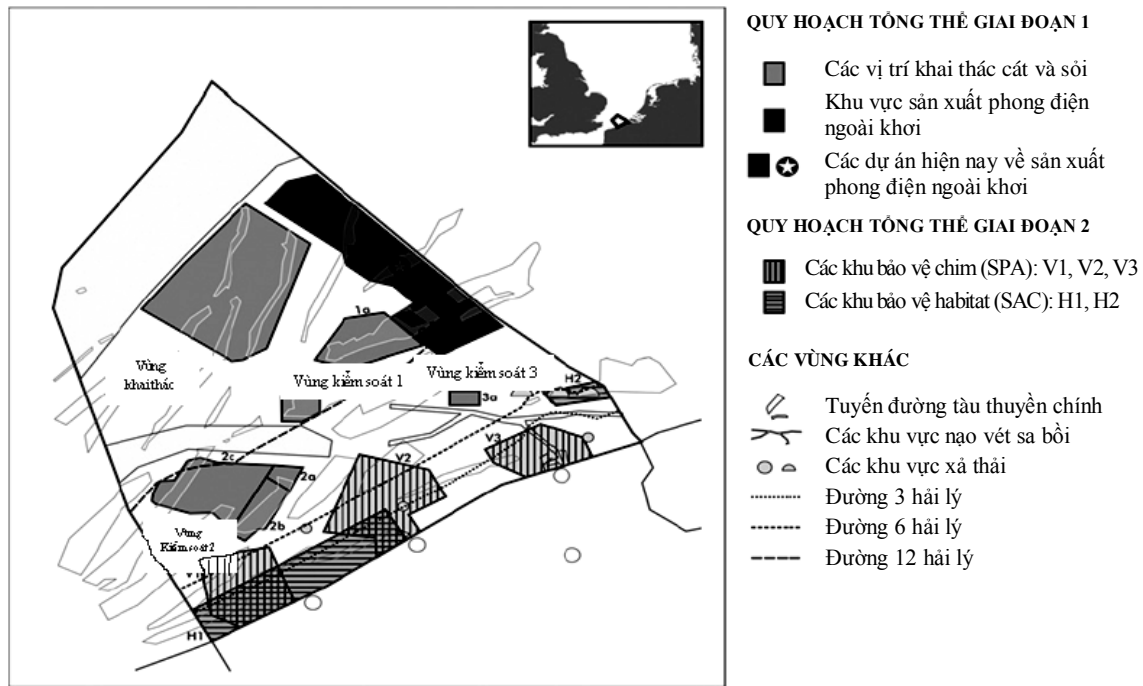 QUY HOẠCH TỔNG THỂ GIAI ĐOẠN 1
Các vị trí khai thác cát và sỏi
Khu vực sản xuất phong điện
ngoài khơi
Các dự án hiện nay về sản xuất
phong điện ngoài khơi
QUY HOẠCH TỔNG THỂ GIAI ĐOẠN 2
Các khu bảo vệ chim (SPA): V1, V2, V3
Các khu bảo vệ habitat (SAC): H1, H2
CÁC VÙNG KHÁC
Tuyến đường tàu thuyền chính
Các khu vực nạo vét sa bồi
Các khu vực xả thải
Đường 3 hải lý
Đường 6 hải lý
Đường 12 hải lý
1a
Vùng
khai thác
Vùng kiểm soát 1
Vùng kiểm soát 3
H2
3a
V3
V2
2c
2a
2b
Vùng
Kiểm soát2
H1